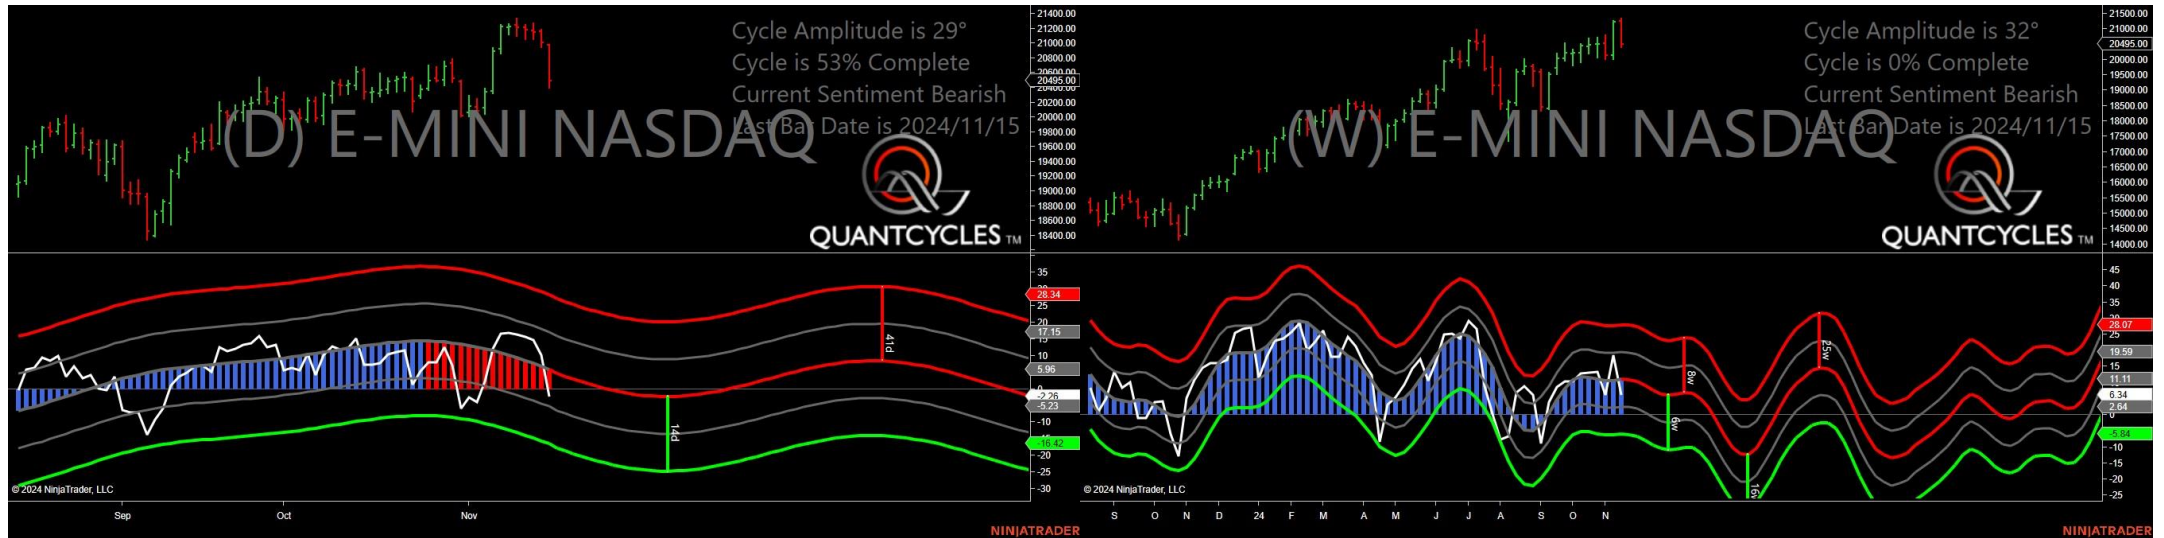 Cycle Amplitude is 29°
Cycle is 53% Complete
Current Sentiment Bearish
Last Bar Date is 2024/11/15
(D) E-MINI NASDAQ
QUANTCYCLES TM
21400.00
21000.00
20800.00
20600.00
20495.00
20200.00
20000.00
19800.00
19600.00
19400.00
19200.00
19000.00
18800.00
18600.00
18400.00
35
28.34
25
20
17.15
15
10
5.96
0
-2.26
-5.23
-10
-16.42
-20
-25
-30
41d
14d
© 2024 NinjaTrader, LLC
Sep
Oct
Nov
NINJATRADER
Cycle Amplitude is 32°
Cycle is 0% Complete
Current Sentiment Bearish
Last Bar Date is 2024/11/15
(W) E-MINI NASDAQ
QUANTCYCLES TM
21500.00
21000.00
20495.00
20000.00
19500.00
19000.00
18500.00
18000.00
17500.00
17000.00
16500.00
16000.00
15500.00
15000.00
14500.00
14000.00
45
40
35
28.07
25
19.59
15
11.11
6.34
2.64
0
-5.84
-10
-15
-20
-25
8w
6w
25w
© 2024 NinjaTrader, LLC
S
O
N
D
24
F
M
A
M
J
J
A
S
O
N
NINJATRADER